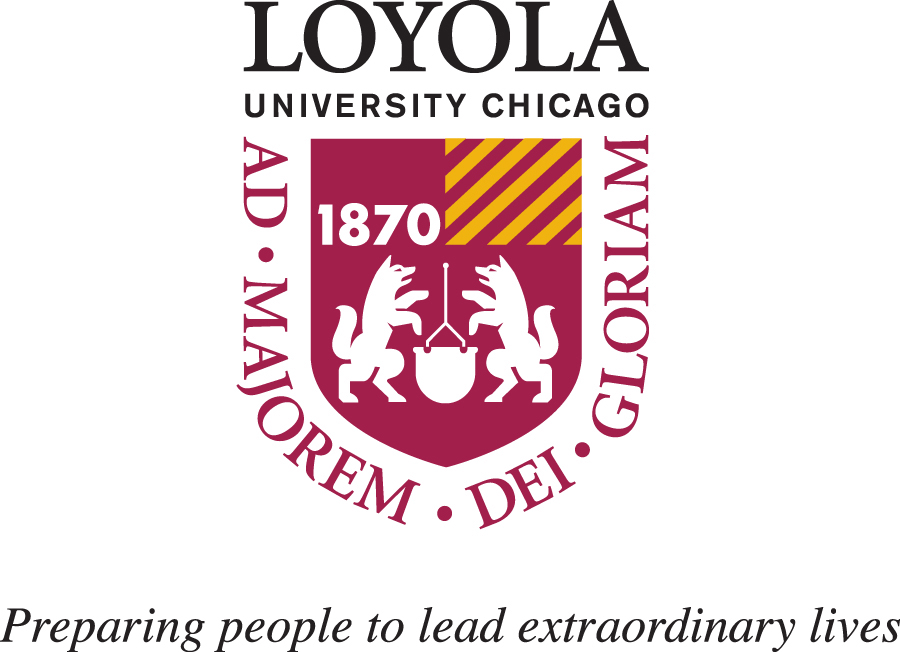 LOYOLA
UNIVERSITY CHICAGO
AD • MAJOREM • DEI • GLORIAM
1870
Preparing people to lead extraordinary lives